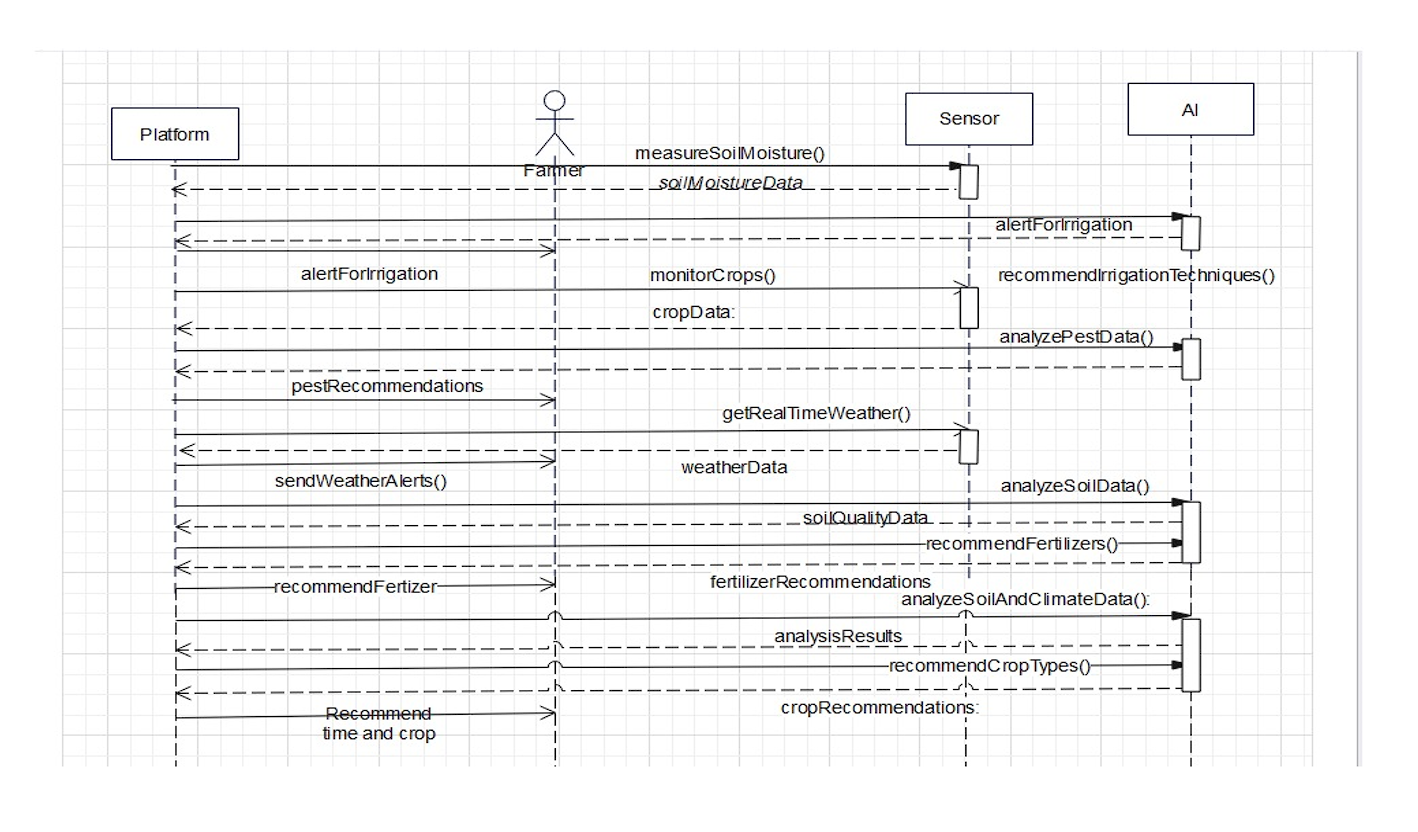 Platform
Farmer
Sensor
AI
measureSoilMoisture()
soilMoistureData
alertForIrrigation
alertForIrrigation
monitorCrops()
recommendIrrigationTechniques()
cropData:
analyzePestData()
pestRecommendations
getRealTimeWeather()
weatherData
sendWeatherAlerts()
analyzeSoilData()
soilQualityData
recommendFertilizers()
recommendFertizer
fertilizerRecommendations
analyzeSoilAndClimateData():
analysisResults
recommendCropTypes()
cropRecommendations:
Recommend
time and crop